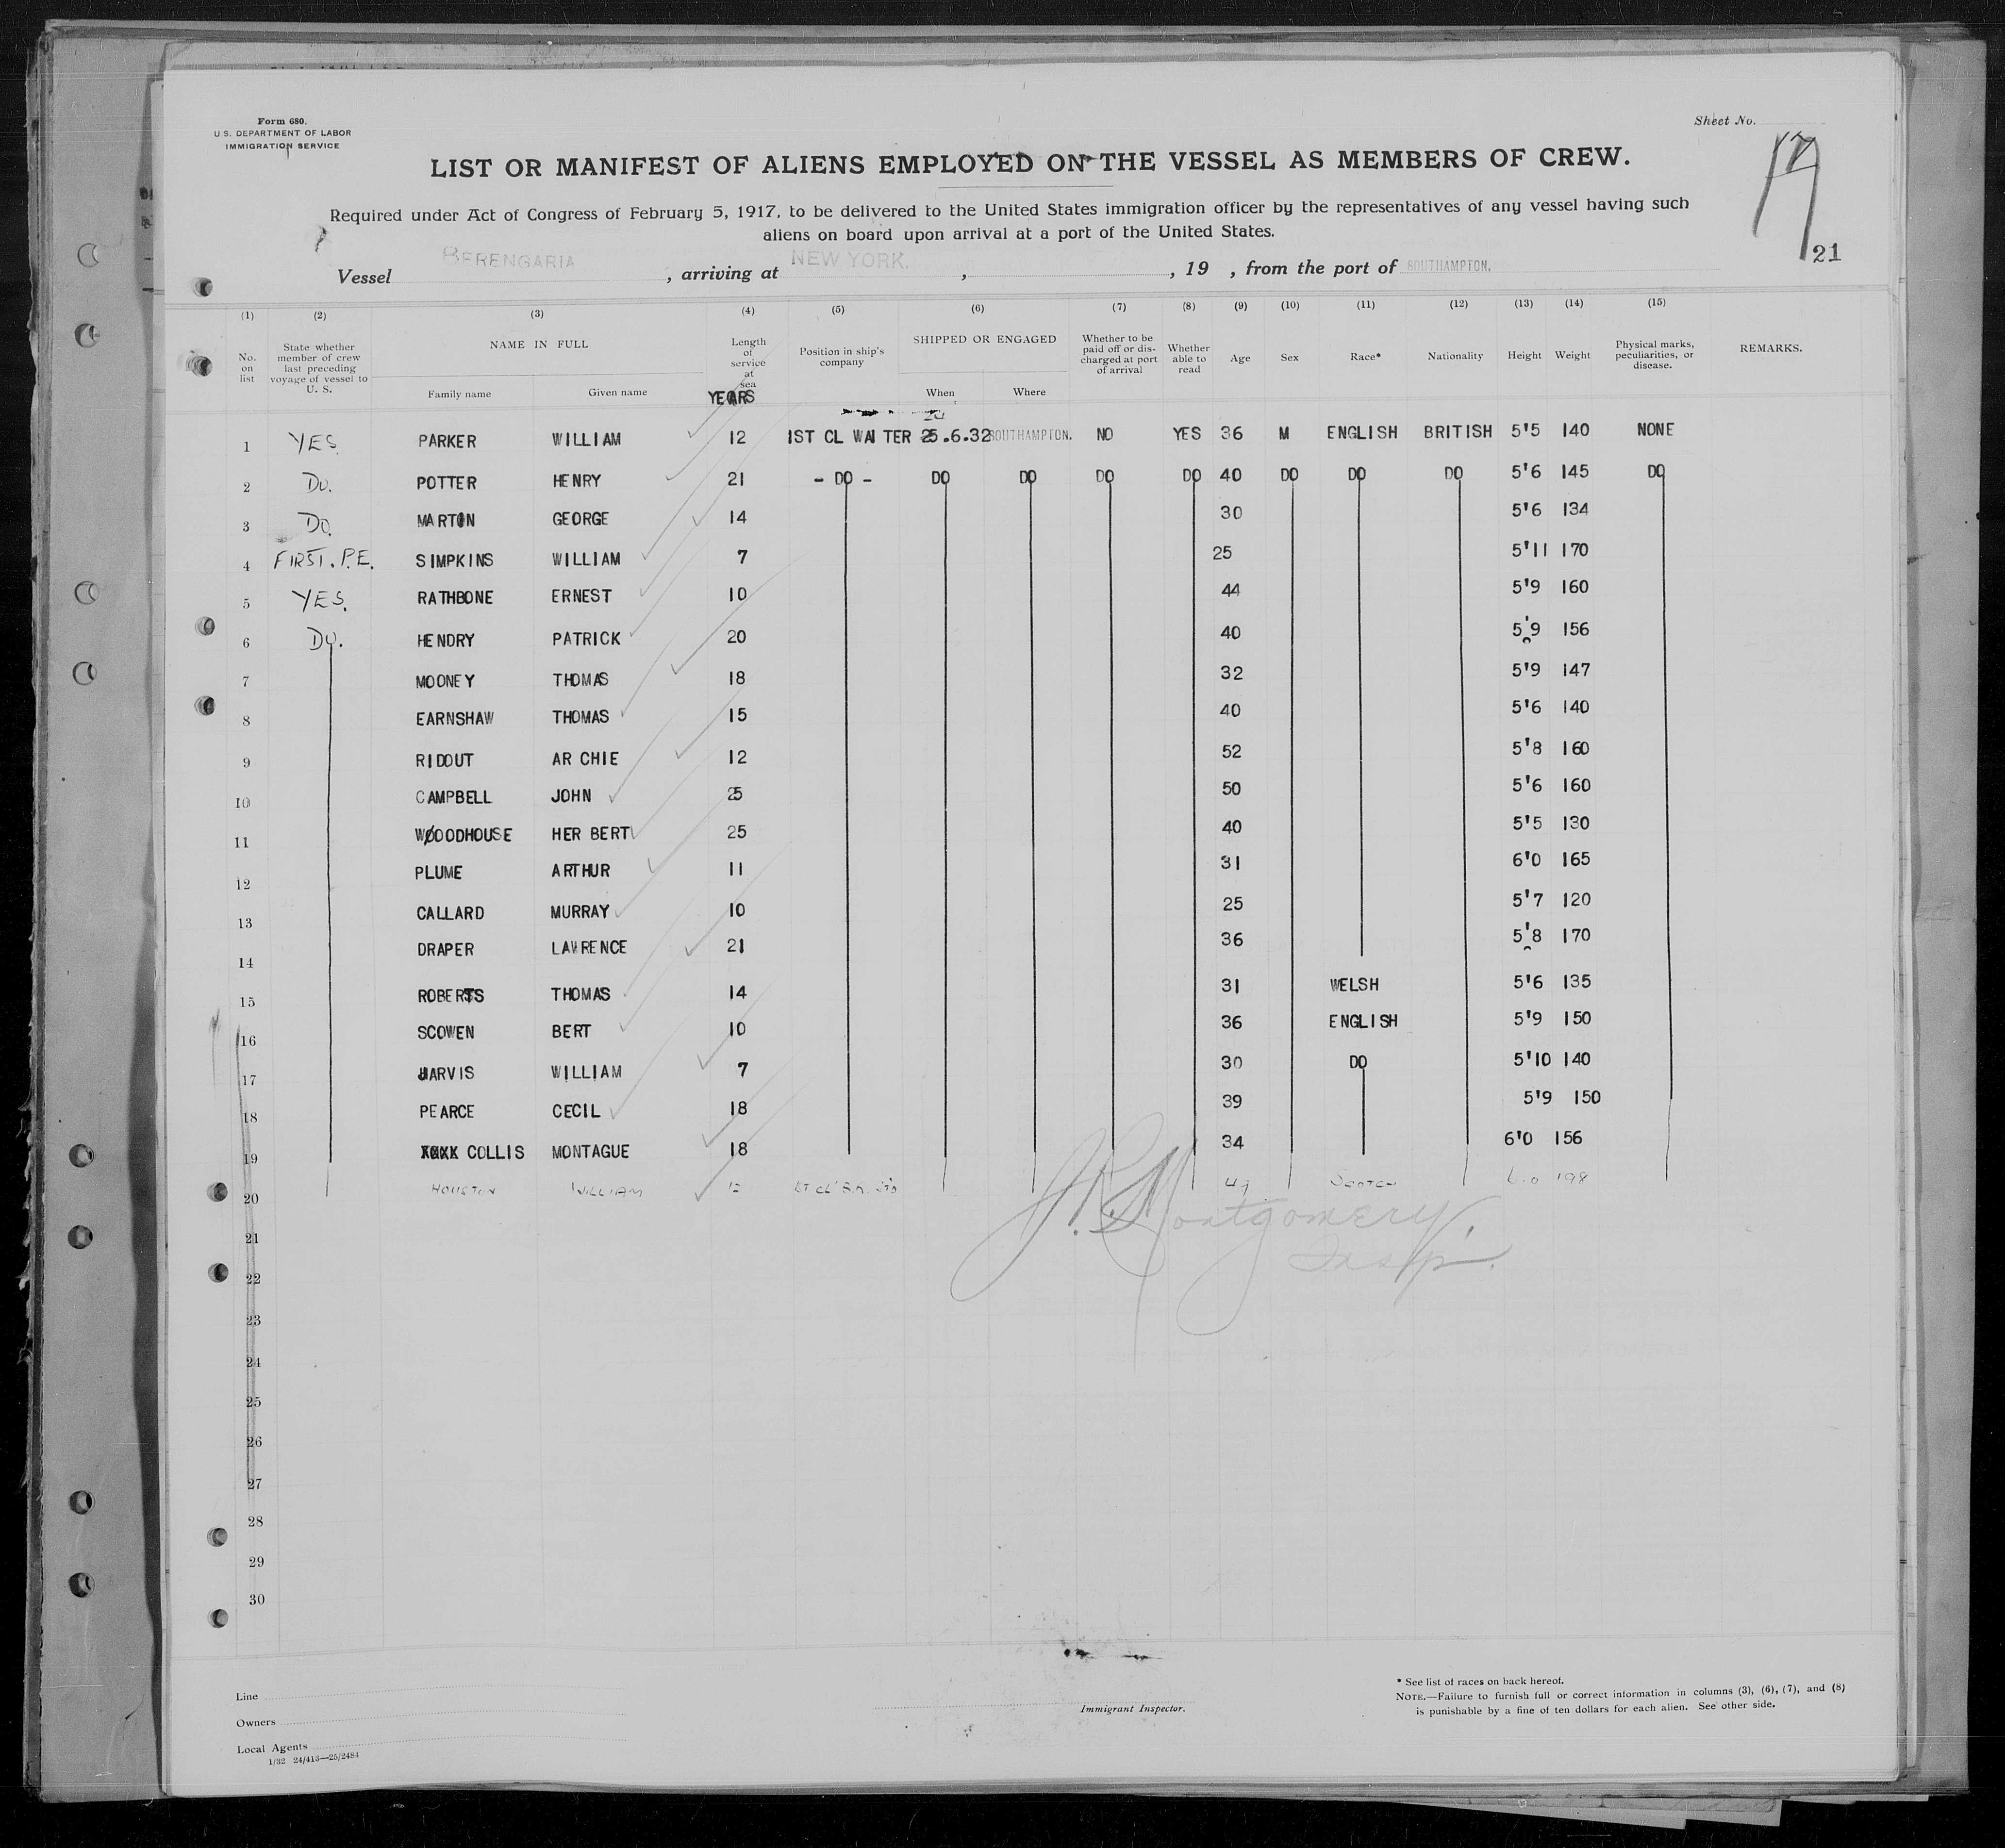 Form 680.
U. S. DEPARTMENT OF LABOR
IMMIGRATION SERVICE
Sheet No.
17
LIST OR MANIFEST OF ALIENS EMPLOYED ON THE VESSEL AS MEMBERS OF CREW.
Required under Act of Congress of February 5, 1917, to be delivered to the United States immigration officer by the representatives of any vessel having such
aliens on board upon arrival at a port of the United States.
21
Vessel BERENGARIA , arriving at NEW YORK. , , 19 , from the port of SOUTHAMPTON.
(1) (2) (3) (4) (5) (6) (7) (8) (9) (10) (11) (12) (13) (14) (15)
No. on list
State whether member of crew last preceding voyage of vessel to U. S.
NAME IN FULL
Family name Given name
Length of service at sea
YEARS
Position in ship's company
SHIPPED OR ENGAGED
When Where
Whether to be paid off or discharged at port of arrival
Whether able to read
Age Sex Race* Nationality Height Weight
Physical marks, peculiarities, or disease.
REMARKS.
1 YES. PARKER WILLIAM 12 IST CL WAITER 25.6.32 SOUTHAMPTON. NO YES 36 M ENGLISH BRITISH 5'5 140 NONE
2 Do. POTTER HENRY 21 - DO - DO DO DO DO 40 DO DO DO 5'6 145 DO
3 Do. MARTIN GEORGE 14 30 5'6 134
4 FIRST. P.E. SIMPKINS WILLIAM 7 25 5'11 170
5 YES. RATHBONE ERNEST 10 44 5'9 160
6 Do. HENDRY PATRICK 20 40 5'9 156
7 MOONEY THOMAS 18 32 5'9 147
8 EARNSHAW THOMAS 15 40 5'6 140
9 RIDOUT AR CHIE 12 52 5'8 160
10 CAMPBELL JOHN 25 50 5'6 160
11 WOOODHOUSE HER BERT 25 40 5'5 130
12 PLUME ARTHUR 11 31 6'0 165
13 CALLARD MURRAY 10 25 5'7 120
14 DRAPER LAWRENCE 21 36 5'8 170
15 ROBERTS THOMAS 14 31 WELSH 5'6 135
16 SCOWEN BERT 10 36 ENGLISH 5'9 150
17 JARVIS WILLIAM 7 30 DO 5'10 140
18 PEARCE CECIL 18 39 5'9 150
19 COLLIS MONTAGUE 18 34 6'0 156
20 HOUSTON WILLIAM 49 SCOTCH 6.0 198
J.R. Montgomery.
Insp.
21
22
23
24
25
26
27
28
29
30
Line
Owners
Local Agents
1/32 24/413—25/2484
Immigrant Inspector.
* See list of races on back hereof.
NOTE.—Failure to furnish full or correct information in columns (3), (6), (7), and (8)
is punishable by a fine of ten dollars for each alien. See other side.